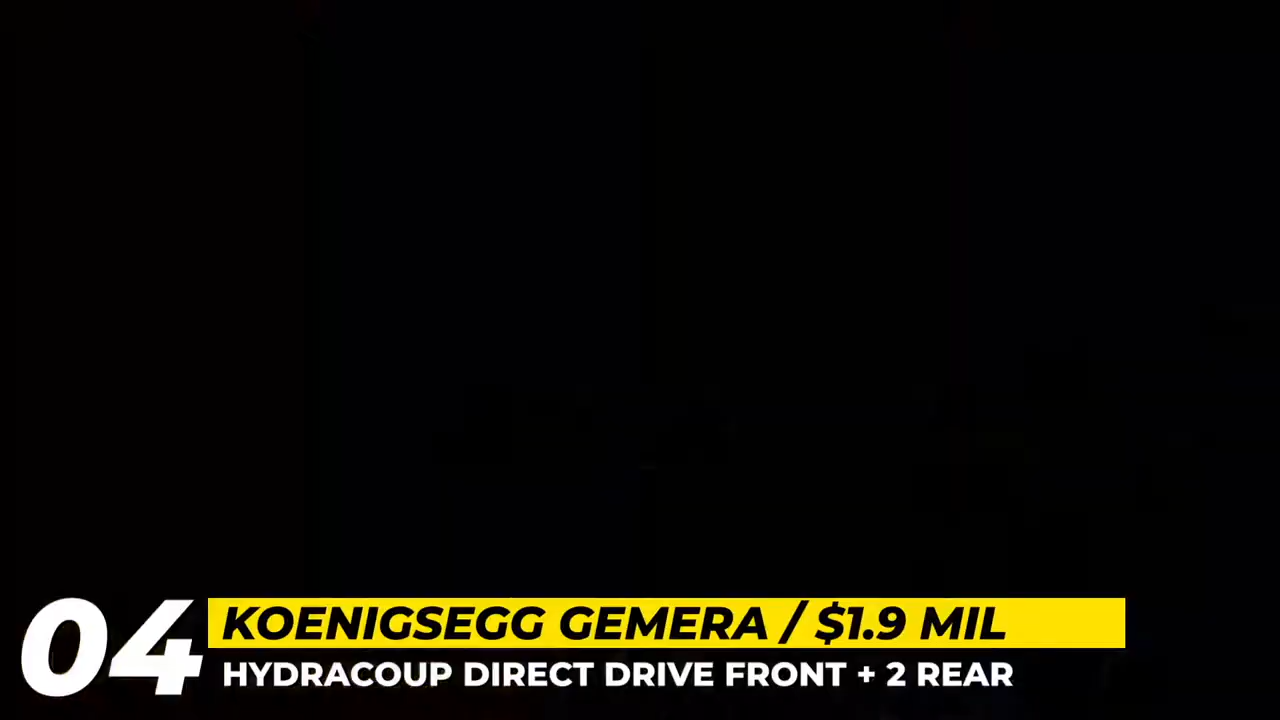 04
KOENIGSEGG GEMERA / $1.9 MIL
HYDRACOUP DIRECT DRIVE FRONT + 2 REAR